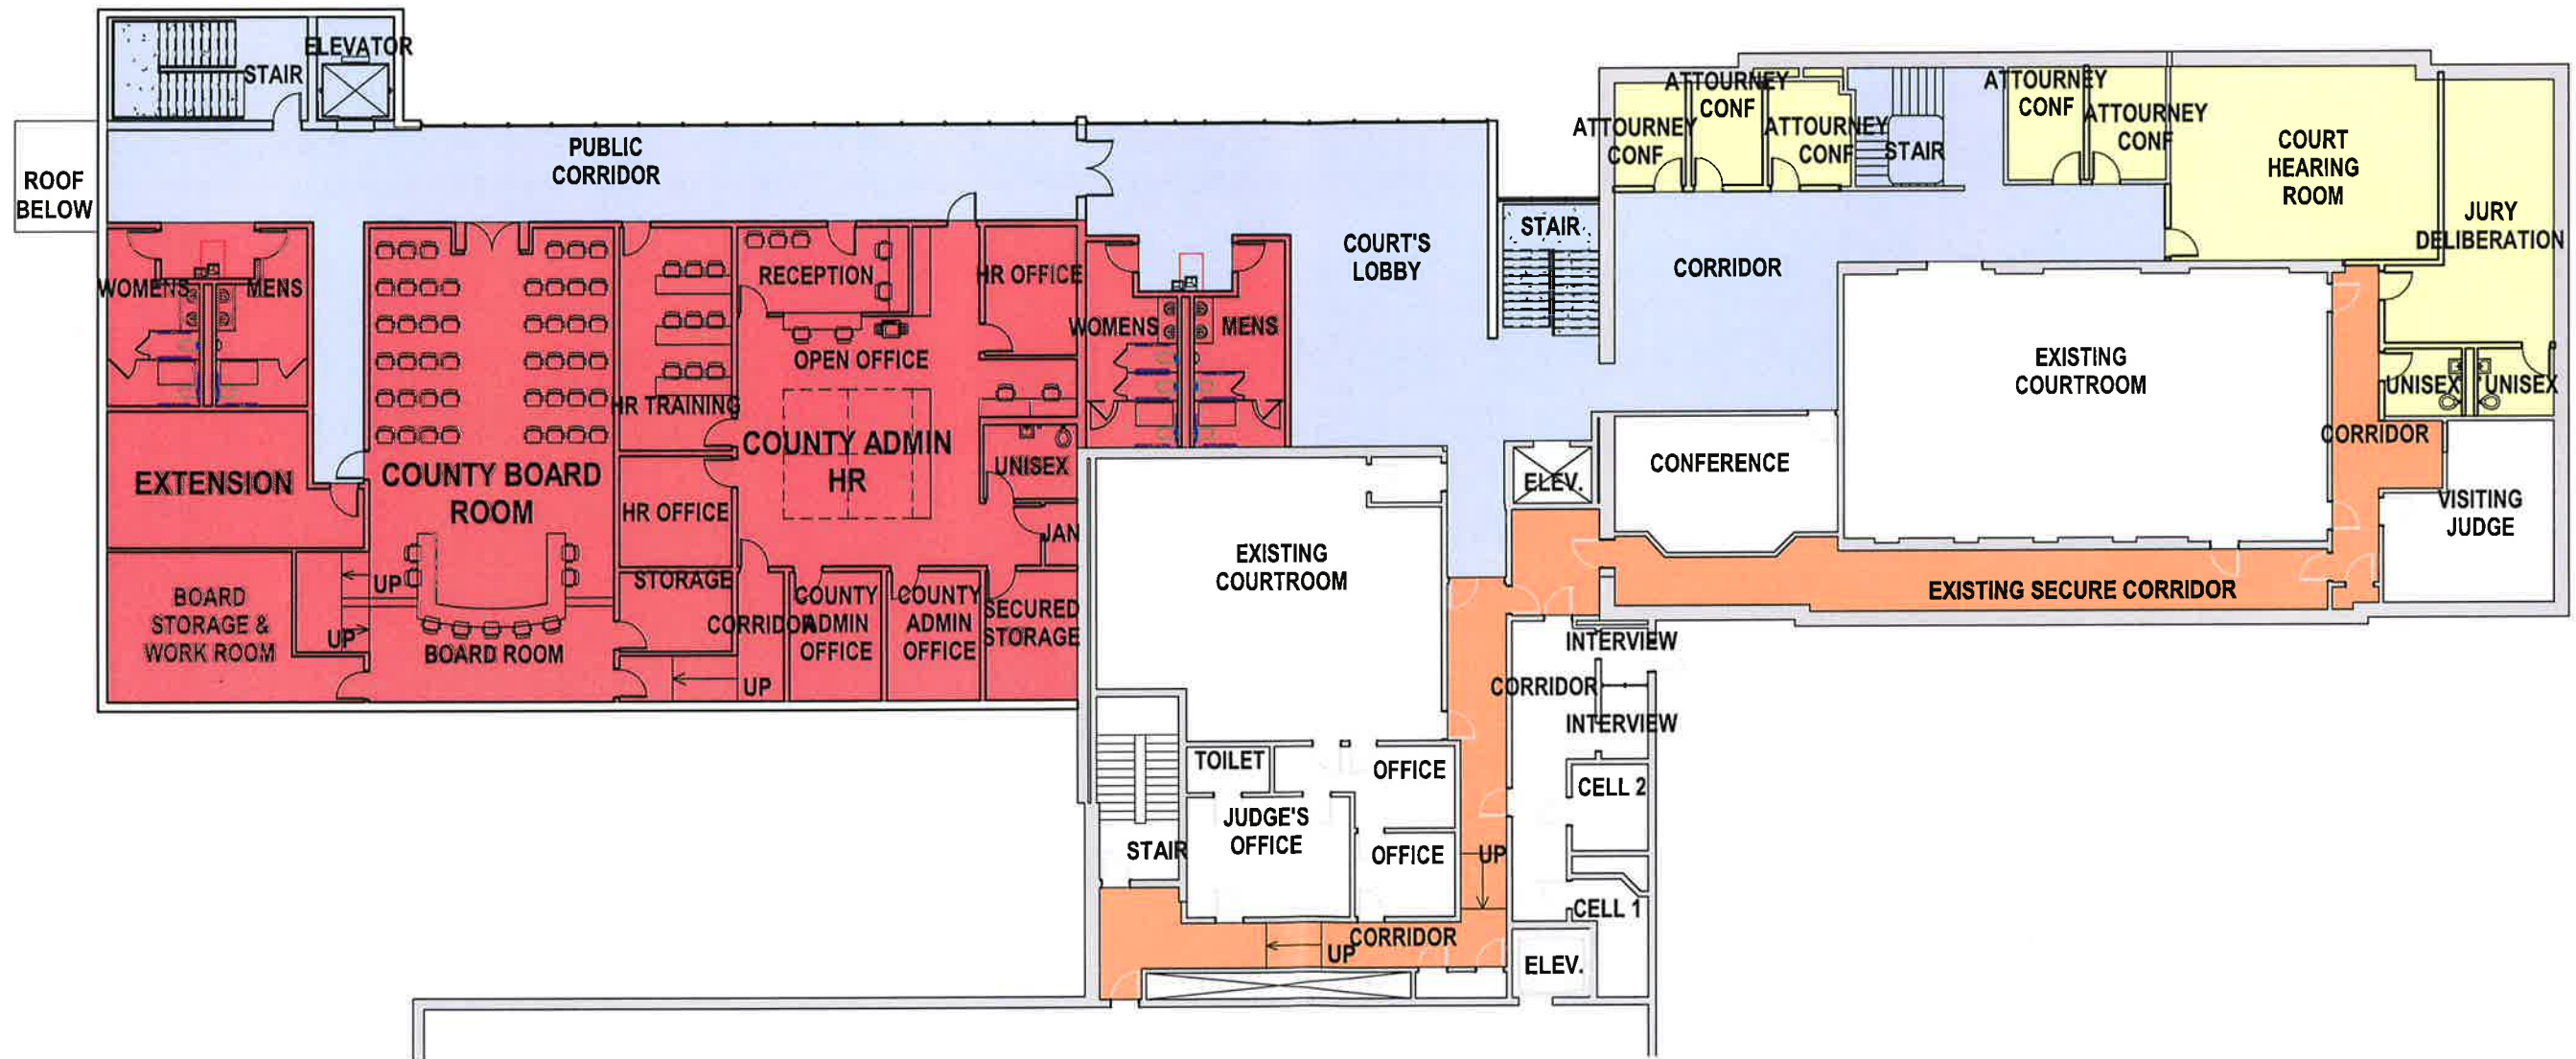 ELEVATOR
STAIR
ROOF
BELOW
PUBLIC
CORRIDOR
WOMENS
MENS
EXTENSION
BOARD
STORAGE &
WORK ROOM
UP
UP
COUNTY BOARD
ROOM
BOARD ROOM
HR TRAINING
HR OFFICE
STORAGE
CORRIDOR
UP
RECEPTION
OPEN OFFICE
COUNTY ADMIN
HR
HR OFFICE
UNISEX
JAN
COUNTY
ADMIN
OFFICE
COUNTY
ADMIN
OFFICE
SECURED
STORAGE
WOMENS
MENS
COURT'S
LOBBY
STAIR
ATTOURNEY
CONF
ATTOURNEY
CONF
ATTOURNEY
CONF
STAIR
ATTOURNEY
CONF
ATTOURNEY
CONF
COURT
HEARING
ROOM
JURY
DELIBERATION
CORRIDOR
EXISTING
COURTROOM
UNISEX
UNISEX
CORRIDOR
VISITING
JUDGE
CONFERENCE
ELEV.
EXISTING SECURE CORRIDOR
EXISTING
COURTROOM
INTERVIEW
CORRIDOR
INTERVIEW
CELL 2
CELL 1
TOILET
OFFICE
JUDGE'S
OFFICE
OFFICE
STAIR
UP
CORRIDOR
UP
ELEV.